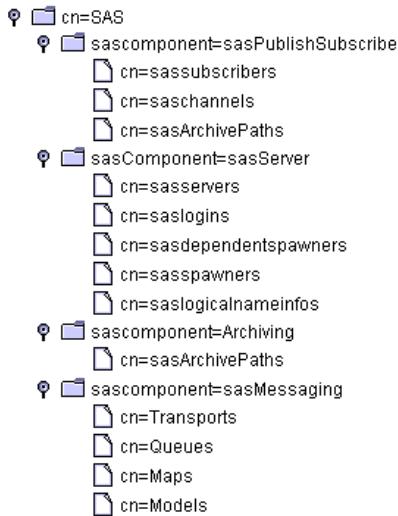 cn=SAS
sascomponent=sasPublishSubscribe
cn=sassubscribers
cn=saschannels
cn=sasArchivePaths
sasComponent=sasServer
cn=sasservers
cn=saslogins
cn=sasdependentspawners
cn=sasspawners
cn=saslogicalnameinfos
sascomponent=Archiving
cn=sasArchivePaths
sascomponent=sasMessaging
cn=Transports
cn=Queues
cn=Maps
cn=Models